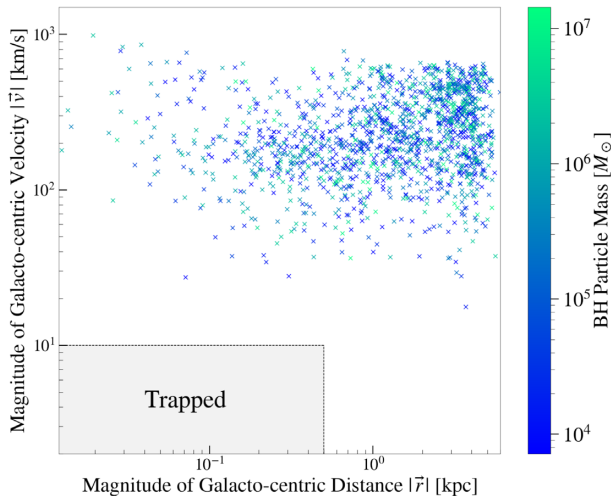 Magnitude of Galacto-centric Velocity |v⃗| [km/s]
10³
10²
10¹
Trapped
10⁻¹
10⁰
Magnitude of Galacto-centric Distance |r⃗| [kpc]
10⁷
10⁶
10⁵
10⁴
BH Particle Mass [M⊙]